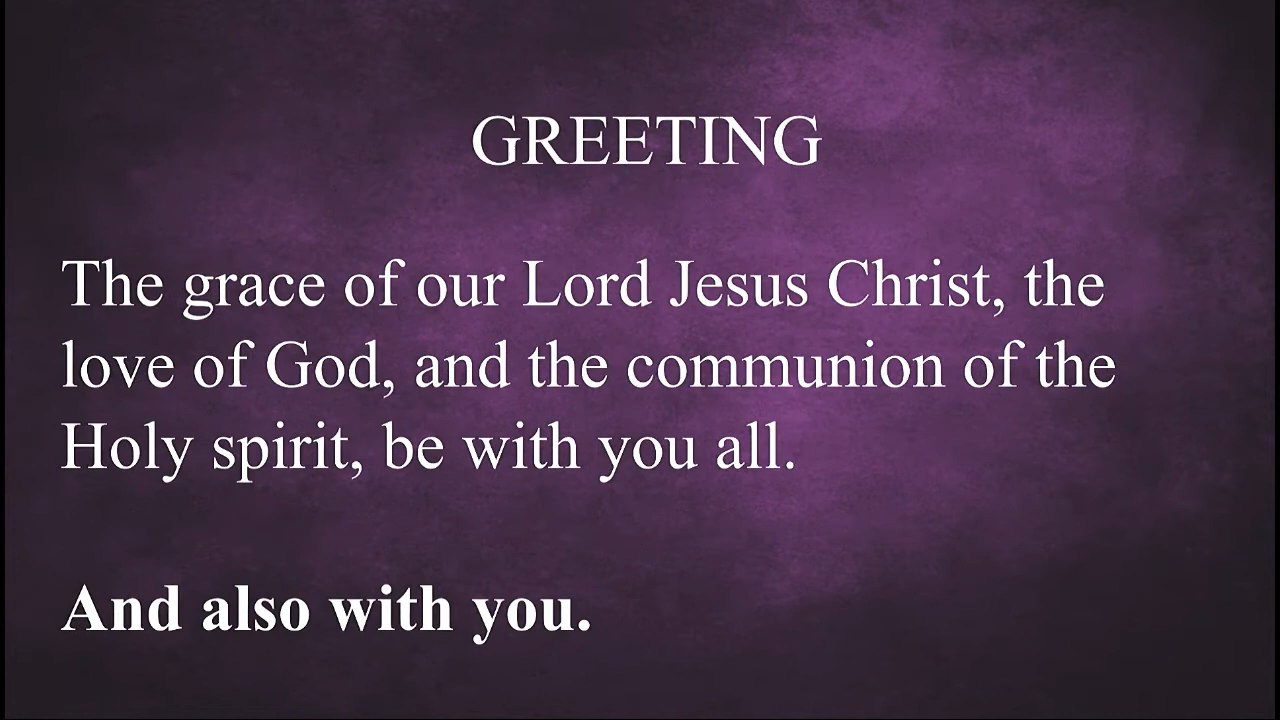 GREETING
The grace of our Lord Jesus Christ, the
love of God, and the communion of the
Holy spirit, be with you all.
And also with you.